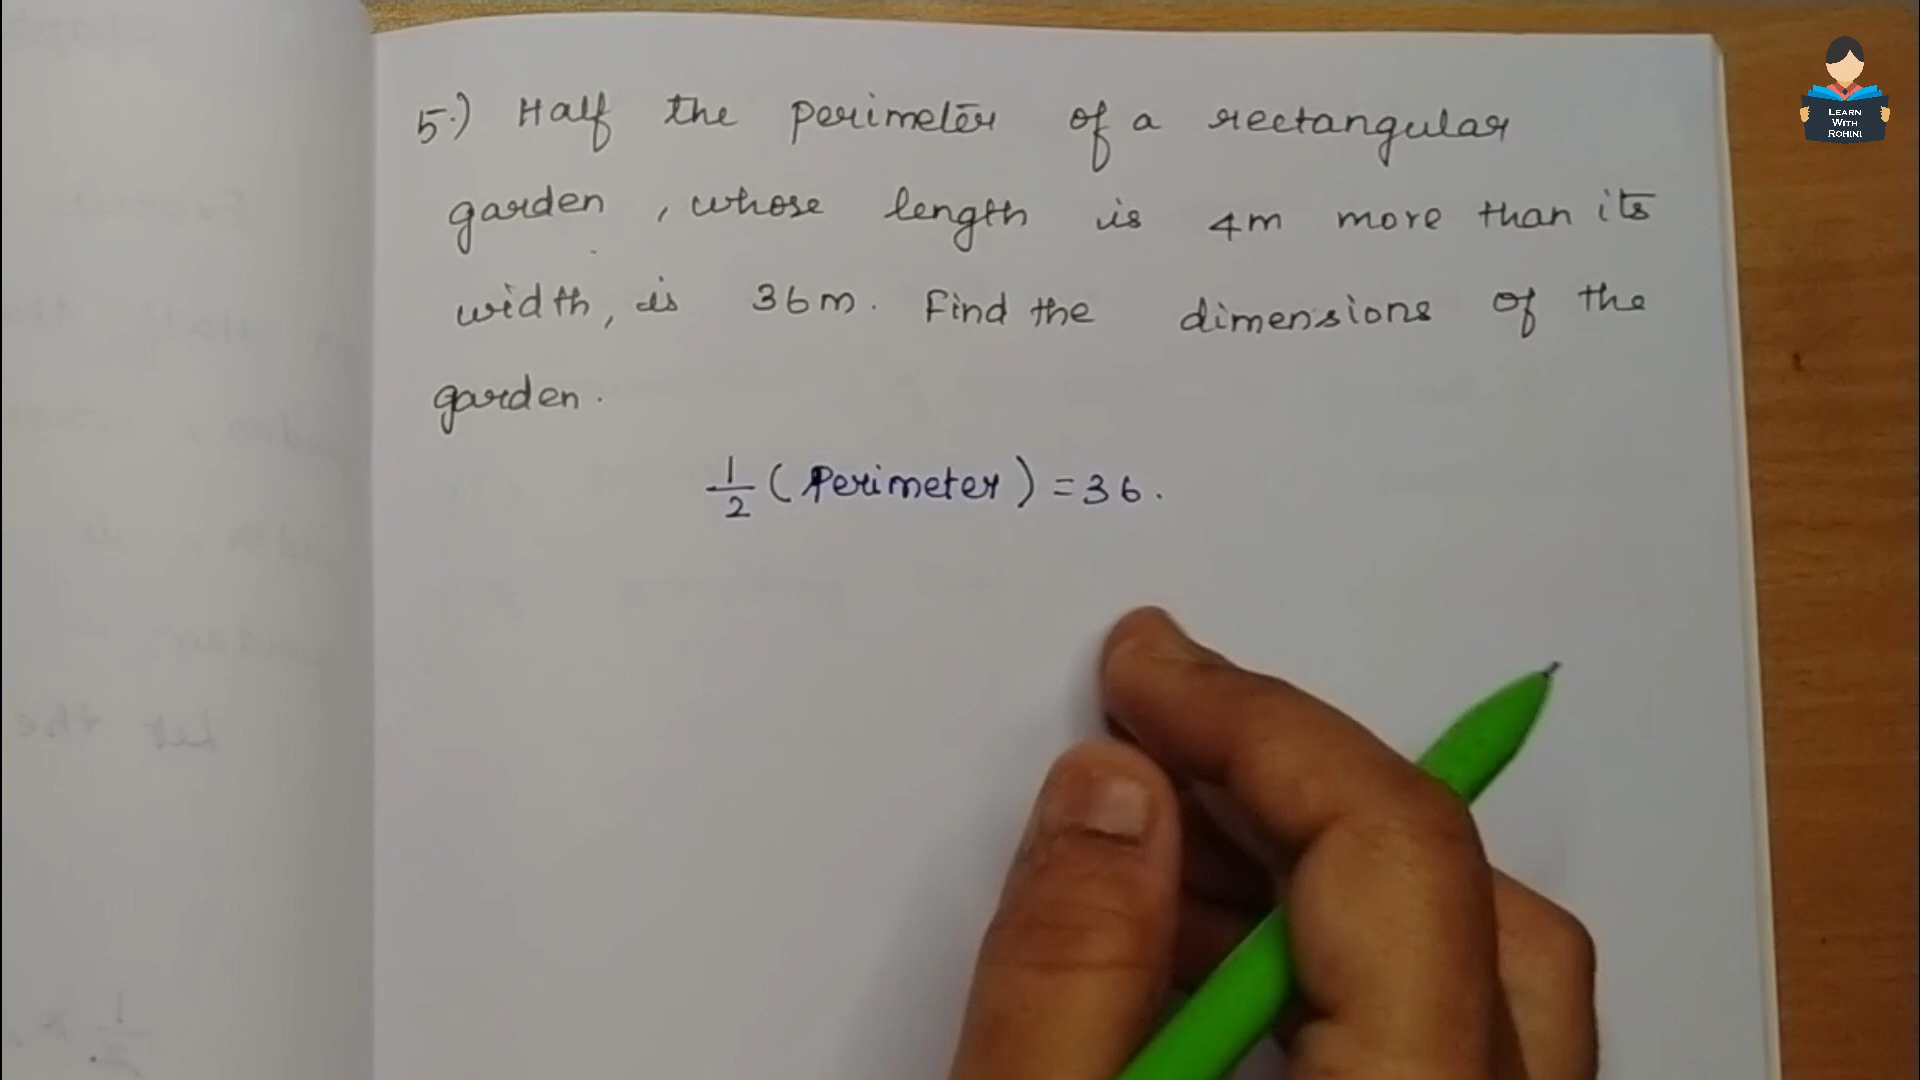 5.) Half the perimeter of a rectangular
garden, whose length is 4m more than its
width, is 36m. Find the dimensions of the
garden.
1/2 (Perimeter) = 36.
LEARN
WITH
ROHINI